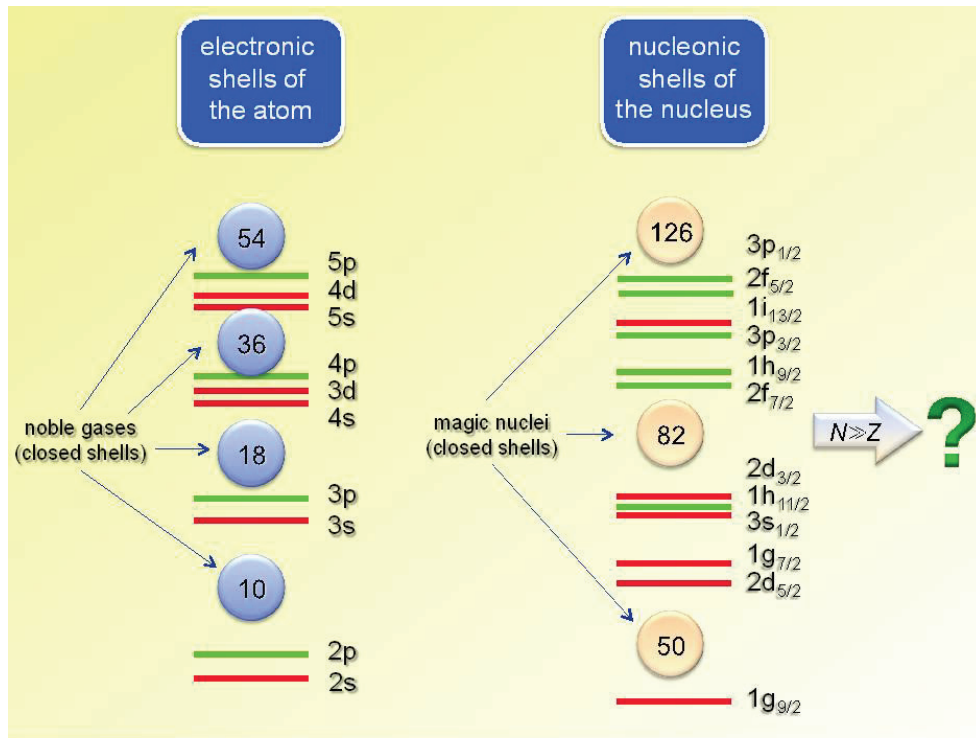 electronic
shells of
the atom
54
5p
4d
5s
36
4p
3d
4s
noble gases
(closed shells)
18
3p
3s
10
2p
2s
nucleonic
shells of
the nucleus
126
3p1/2
2f5/2
1i13/2
3p3/2
1h9/2
2f7/2
magic nuclei
(closed shells)
82
N≫Z
?
2d3/2
1h11/2
3s1/2
1g7/2
2d5/2
50
1g9/2